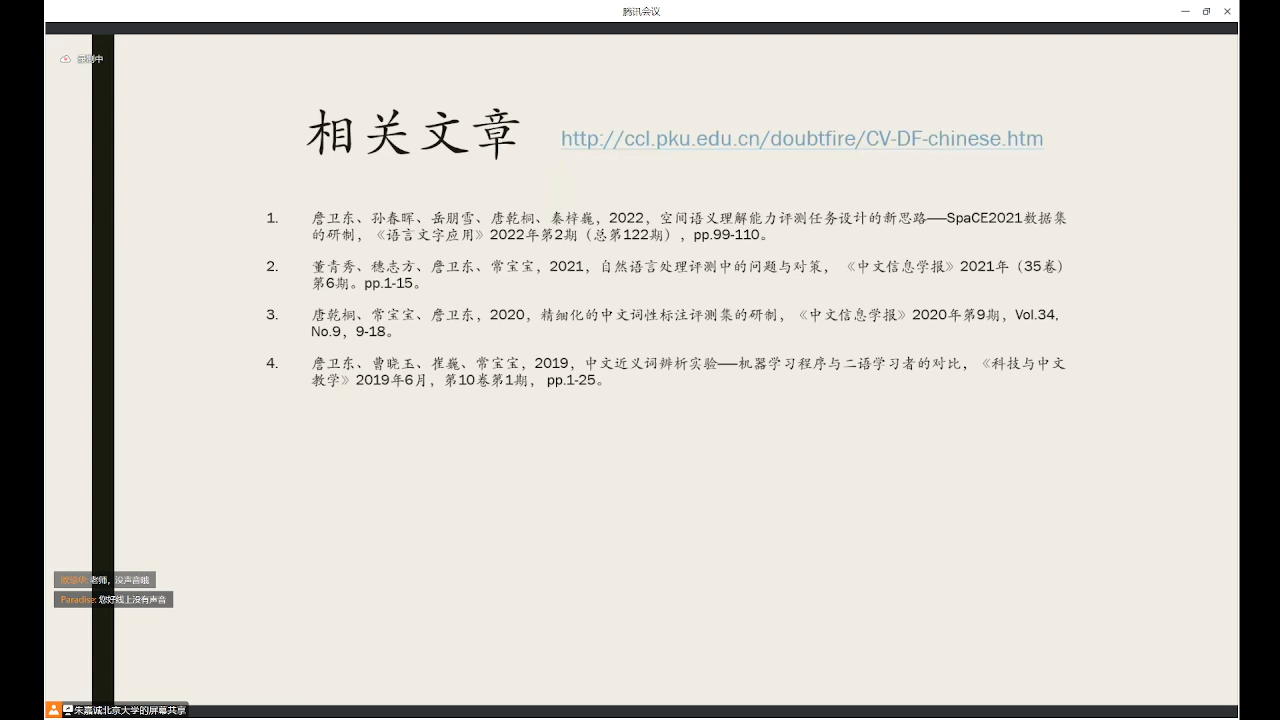 腾讯会议
录制中
相关文章 http://ccl.pku.edu.cn/doubtfire/CV-DF-chinese.htm
1. 詹卫东、孙春晖、岳朋雪、唐乾桐、秦梓巍，2022，空间语义理解能力评测任务设计的新思路——SpaCE2021数据集
的研制，《语言文字应用》2022年第2期（总第122期），pp.99-110。
2. 董青秀、穗志方、詹卫东、常宝宝，2021，自然语言处理评测中的问题与对策，《中文信息学报》2021年（35卷）
第6期。pp.1-15。
3. 唐乾桐、常宝宝、詹卫东，2020，精细化的中文词性标注评测集的研制，《中文信息学报》2020年第9期，Vol.34,
No.9，9-18。
4. 詹卫东、曹晓玉、崔巍、常宝宝，2019，中文近义词辨析实验——机器学习程序与二语学习者的对比，《科技与中文
教学》2019年6月，第10卷第1期， pp.1-25。
老师，没声音哦
Paradise: 您好线上没有声音
朱嘉诚北京大学的屏幕共享